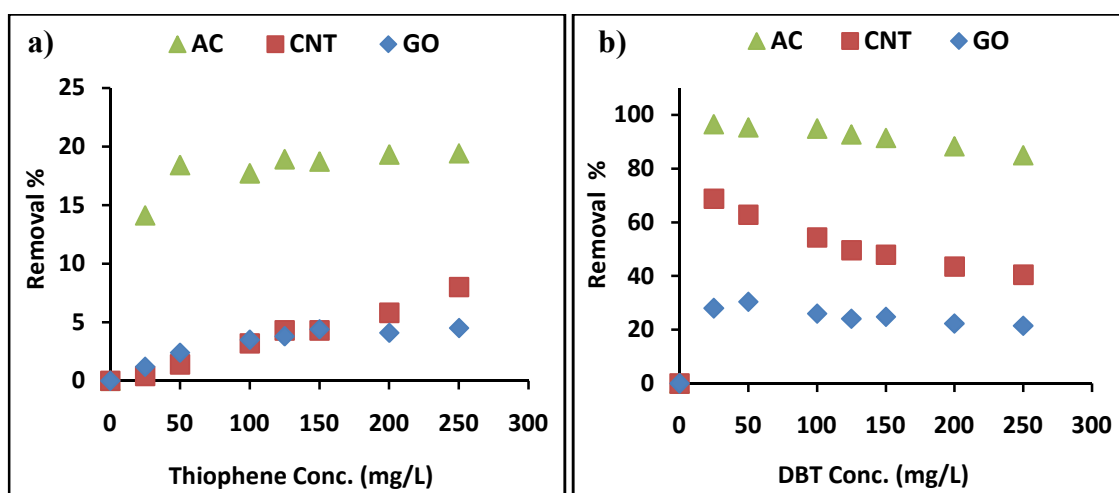 a)
AC CNT GO
25
20
15
10
5
0
Removal %
0 50 100 150 200 250 300
Thiophene Conc. (mg/L)
b)
AC CNT GO
100
80
60
40
20
0
Removal %
0 50 100 150 200 250 300
DBT Conc. (mg/L)